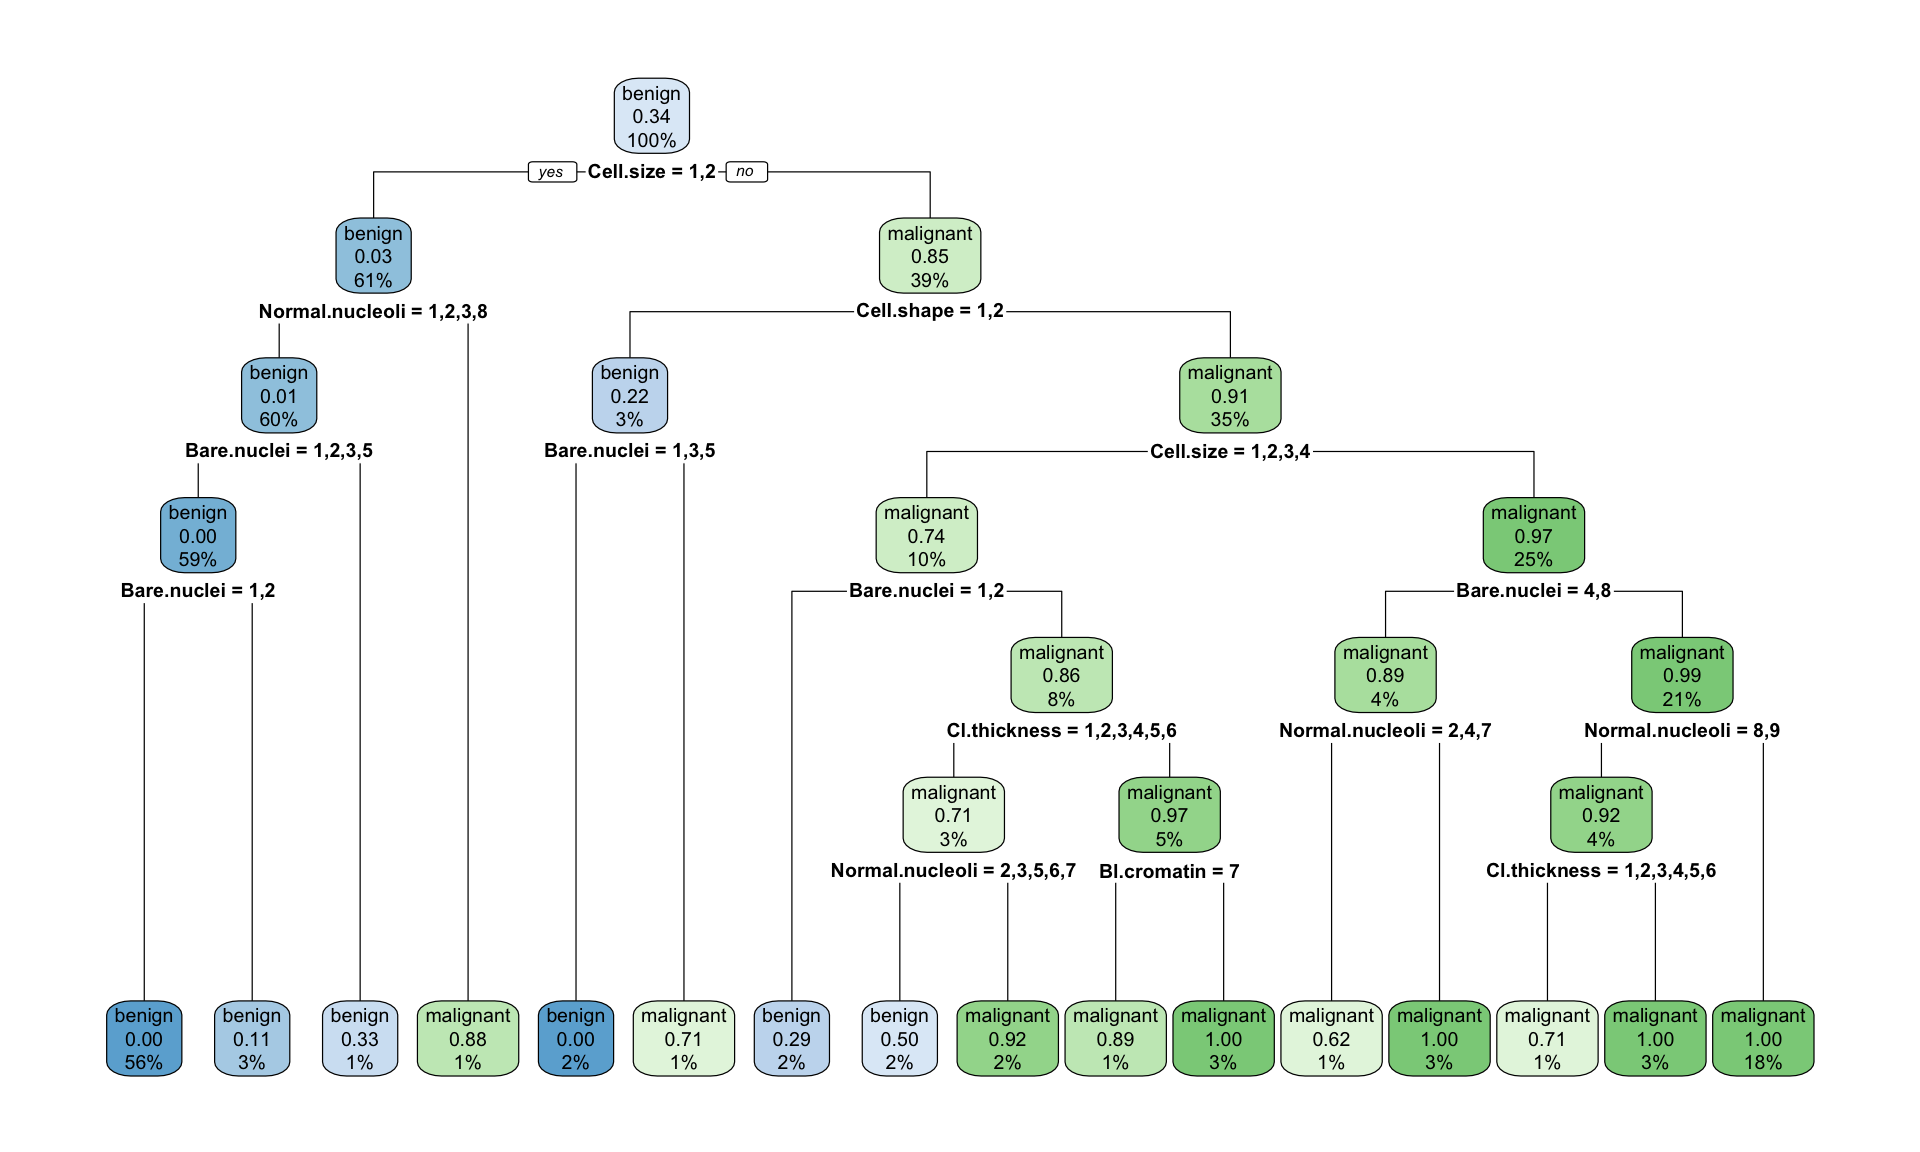 benign
0.34
100%
yes
Cell.size = 1,2
no
benign
0.03
61%
malignant
0.85
39%
Normal.nucleoli = 1,2,3,8
Cell.shape = 1,2
benign
0.01
60%
benign
0.22
3%
malignant
0.91
35%
Bare.nuclei = 1,2,3,5
Bare.nuclei = 1,3,5
Cell.size = 1,2,3,4
benign
0.00
59%
malignant
0.74
10%
malignant
0.97
25%
Bare.nuclei = 1,2
Bare.nuclei = 1,2
Bare.nuclei = 4,8
malignant
0.86
8%
malignant
0.89
4%
malignant
0.99
21%
Cl.thickness = 1,2,3,4,5,6
Normal.nucleoli = 2,4,7
Normal.nucleoli = 8,9
malignant
0.71
3%
malignant
0.97
5%
malignant
0.92
4%
Normal.nucleoli = 2,3,5,6,7
Bl.cromatin = 7
Cl.thickness = 1,2,3,4,5,6
benign
0.00
56%
benign
0.11
3%
benign
0.33
1%
malignant
0.88
1%
benign
0.00
2%
malignant
0.71
1%
benign
0.29
2%
benign
0.50
2%
malignant
0.92
2%
malignant
0.89
1%
malignant
1.00
3%
malignant
0.62
1%
malignant
1.00
3%
malignant
0.71
1%
malignant
1.00
3%
malignant
1.00
18%